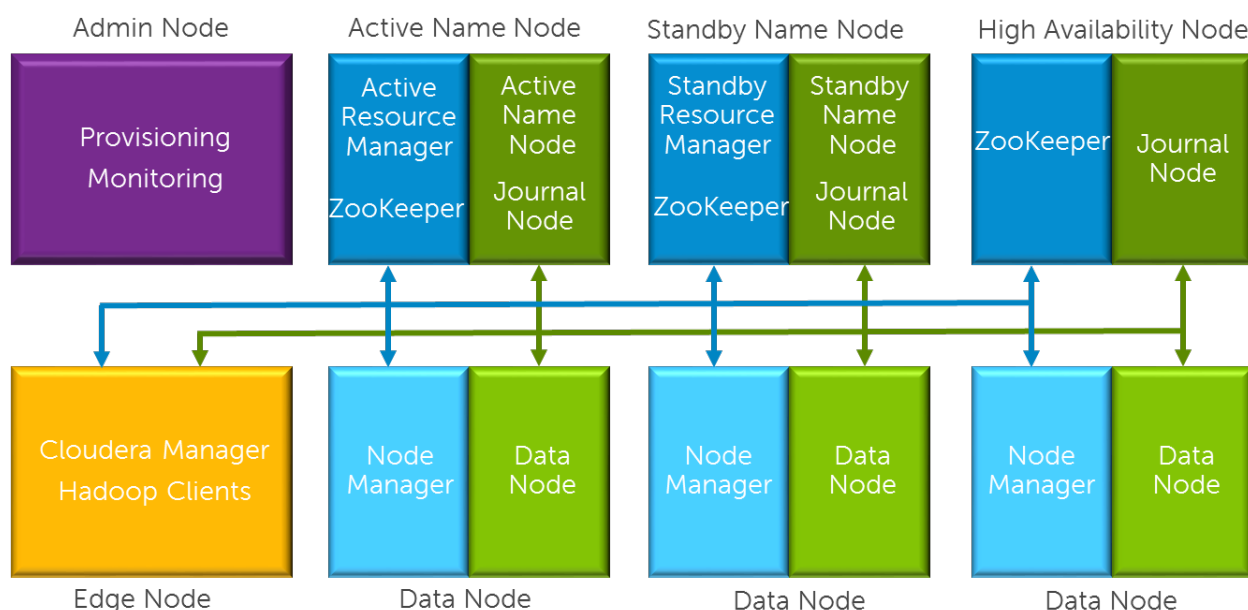 Admin Node
Active Name Node
Standby Name Node
High Availability Node
Provisioning
Monitoring
Active
Resource
Manager
ZooKeeper
Active
Name
Node
Journal
Node
Standby
Resource
Manager
ZooKeeper
Standby
Name
Node
Journal
Node
ZooKeeper
Journal
Node
Cloudera Manager
Hadoop Clients
Node
Manager
Data
Node
Node
Manager
Data
Node
Node
Manager
Data
Node
Edge Node
Data Node
Data Node
Data Node